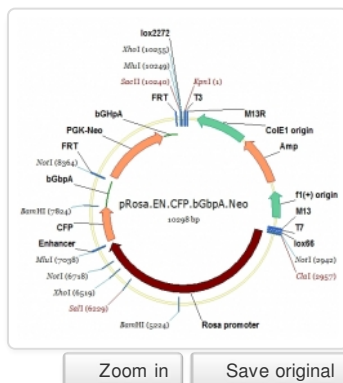 lox2272
XhoI (10255)
MluI (10249)
SacII (10240)
KpnI (1)
FRT
T3
bGHpA
M13R
PGK-Neo
ColE1 origin
FRT
Amp
NotI (8364)
bGbpA
f1(+) origin
BamHI (7824)
M13
CFP
T7
Enhancer
lox66
MluI (7038)
NotI (2942)
NotI (6718)
ClaI (2957)
XhoI (6519)
SalI (6229)
BamHI (5224)
Rosa promoter
pRosa.EN.CFP.bGbpA.Neo
10298 bp
Zoom in
Save original